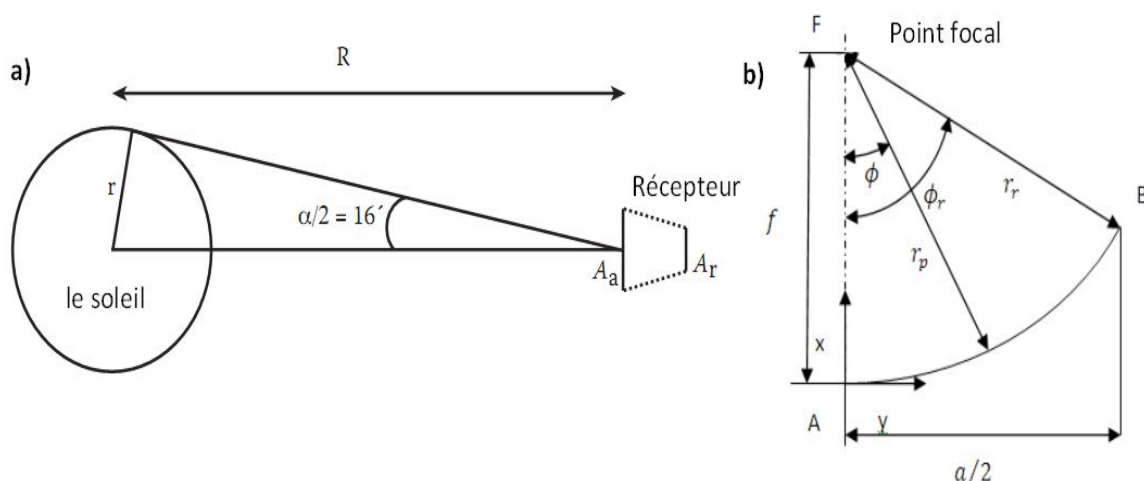 a)
R
r
α/2 = 16´
Récepteur
A_a
A_r
le soleil
b)
F
Point focal
ϕ
ϕ_r
r_r
B
f
r_p
x
A
y
a/2